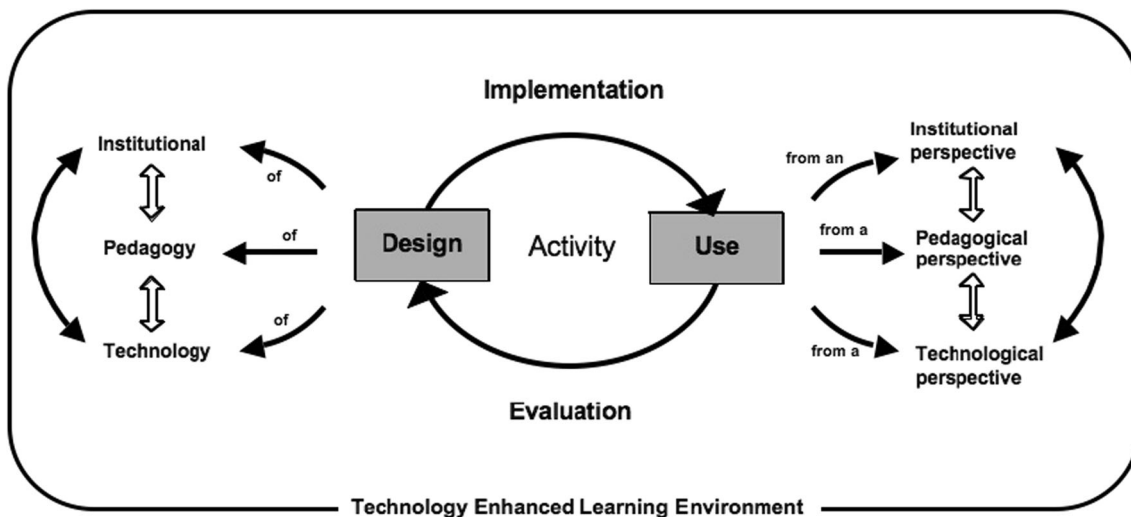 Implementation
Institutional
of
Pedagogy
of
Technology
of
Design
Activity
Use
from an
Institutional
perspective
from a
Pedagogical
perspective
from a
Technological
perspective
Evaluation
Technology Enhanced Learning Environment